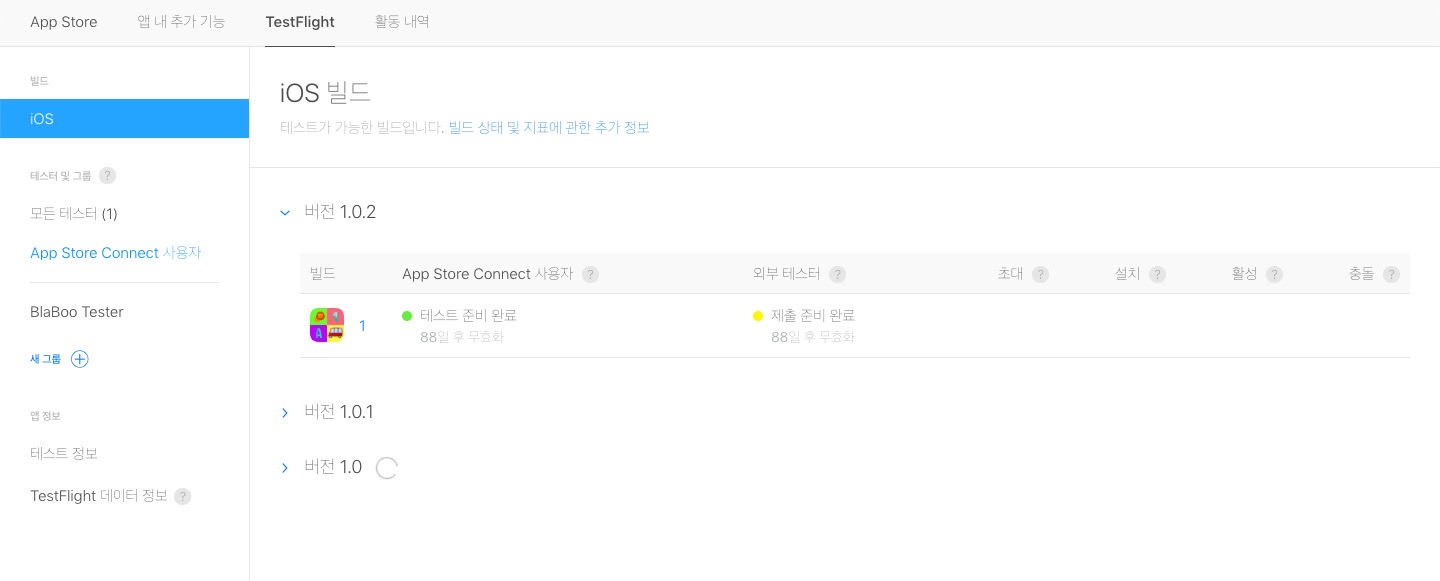 App Store 앱 내 추가 기능 TestFlight 활동 내역
빌드
iOS
테스터 및 그룹 ?
모든 테스터 (1)
App Store Connect 사용자
BlaBoo Tester
새 그룹
앱 정보
테스트 정보
TestFlight 데이터 정보 ?
iOS 빌드
테스트가 가능한 빌드입니다. 빌드 상태 및 지표에 관한 추가 정보
버전 1.0.2
빌드 App Store Connect 사용자 ? 외부 테스터 ? 초대 ? 설치 ? 활성 ? 충돌 ?
A 1 테스트 준비 완료 제출 준비 완료
88일 후 무효화 88일 후 무효화
버전 1.0.1
버전 1.0